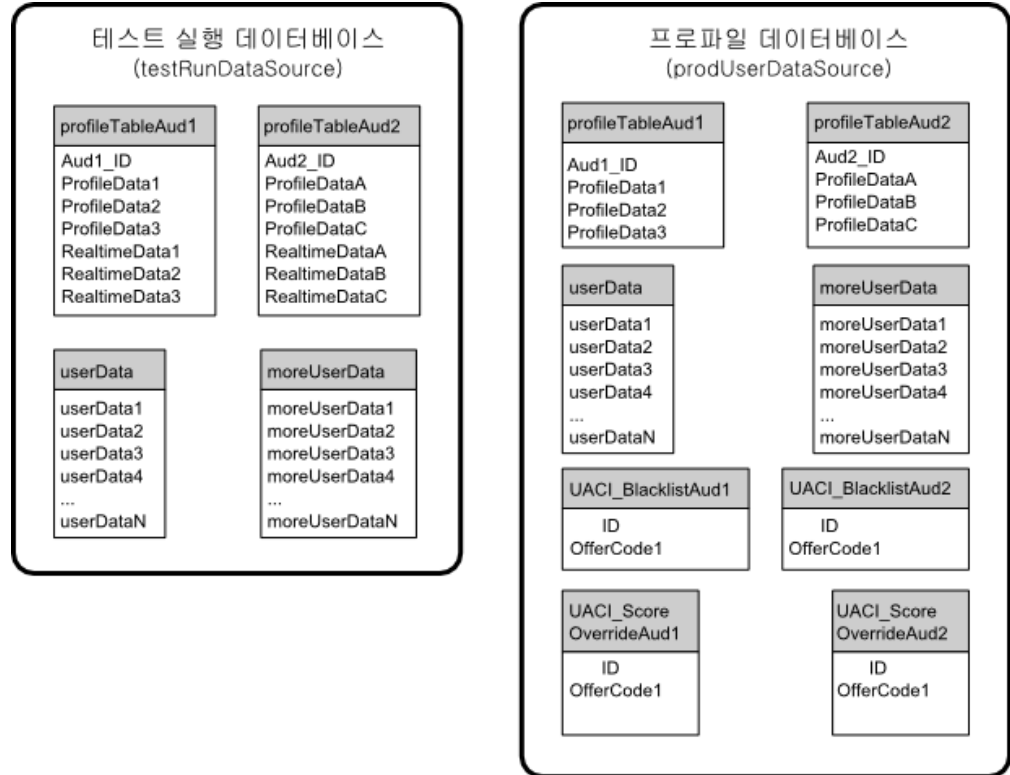 테스트 실행 데이터베이스
(testRunDataSource)
profileTableAud1
Aud1_ID
ProfileData1
ProfileData2
ProfileData3
RealtimeData1
RealtimeData2
RealtimeData3
profileTableAud2
Aud2_ID
ProfileDataA
ProfileDataB
ProfileDataC
RealtimeDataA
RealtimeDataB
RealtimeDataC
userData
userData1
userData2
userData3
userData4
...
userDataN
moreUserData
moreUserData1
moreUserData2
moreUserData3
moreUserData4
...
moreUserDataN
프로파일 데이터베이스
(prodUserDataSource)
profileTableAud1
Aud1_ID
ProfileData1
ProfileData2
ProfileData3
profileTableAud2
Aud2_ID
ProfileDataA
ProfileDataB
ProfileDataC
userData
userData1
userData2
userData3
userData4
...
userDataN
moreUserData
moreUserData1
moreUserData2
moreUserData3
moreUserData4
...
moreUserDataN
UACI_BlacklistAud1
ID
OfferCode1
UACI_BlacklistAud2
ID
OfferCode1
UACI_Score
OverrideAud1
ID
OfferCode1
UACI_Score
OverrideAud2
ID
OfferCode1